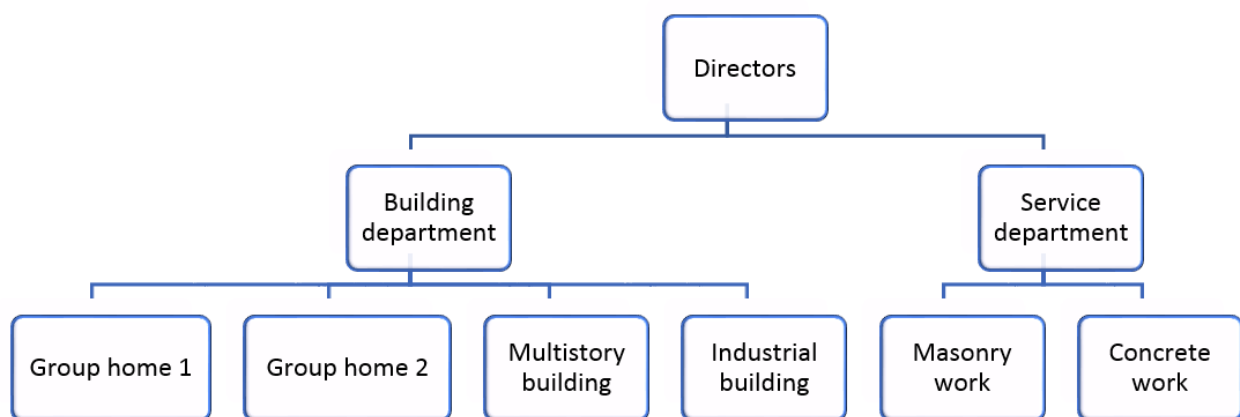 Directors
Building
department
Service
department
Group home 1
Group home 2
Multistory
building
Industrial
building
Masonry
work
Concrete
work